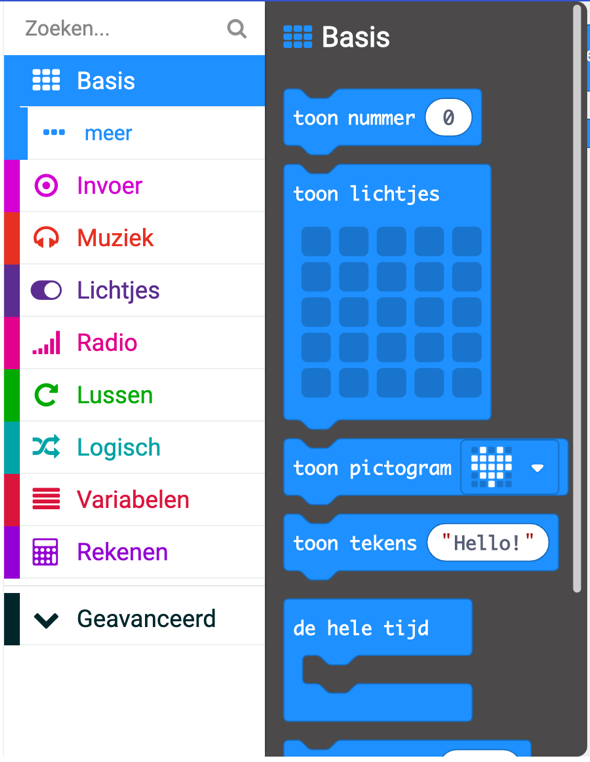 Zoeken...
Basis
meer
Invoer
Muziek
Lichtjes
Radio
Lussen
Logisch
Variabelen
Rekenen
Geavanceerd
Basis
toon nummer 0
toon lichtjes
toon pictogram
toon tekens "Hello!"
de hele tijd